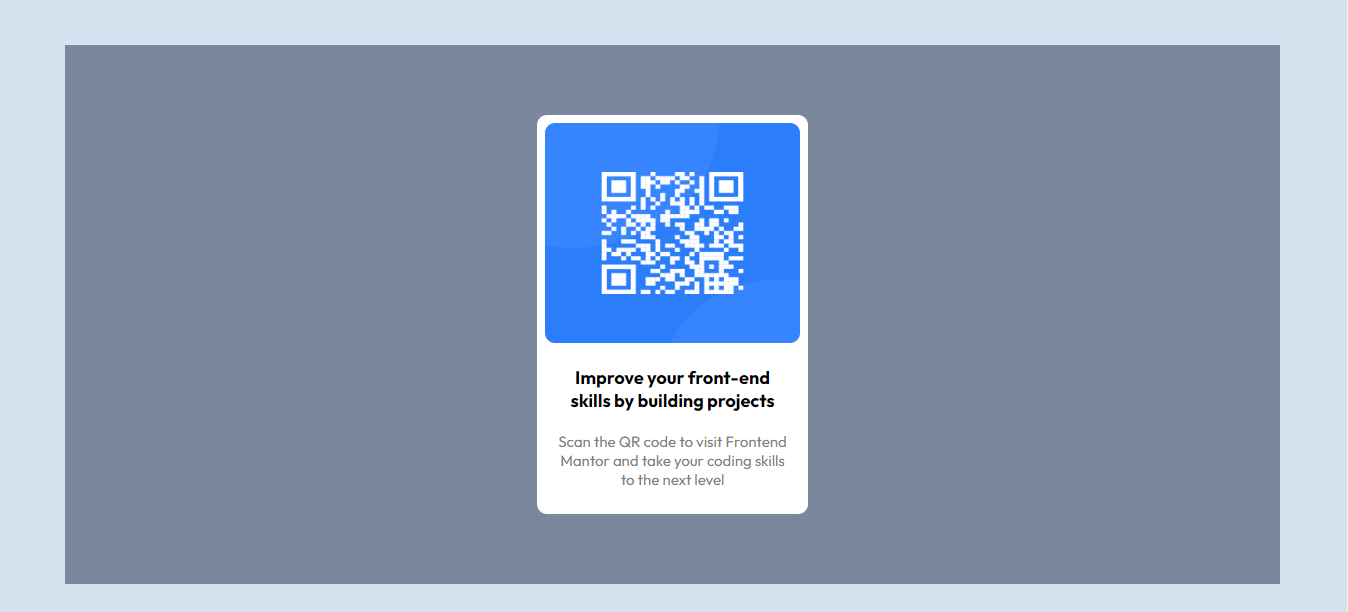 Improve your front-end
skills by building projects
Scan the QR code to visit Frontend
Mantor and take your coding skills
to the next level